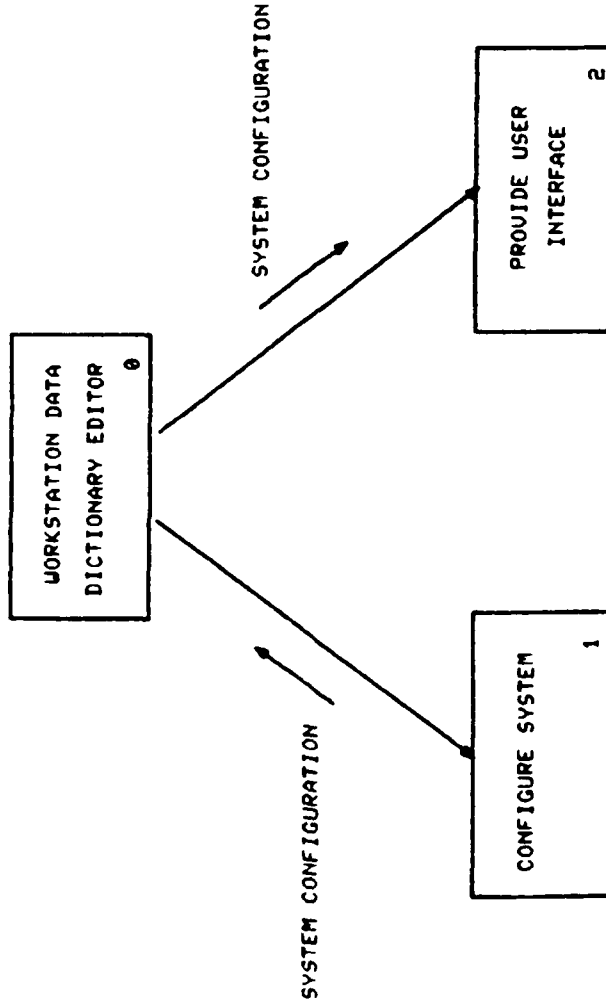 WORKSTATION DATA
DICTIONARY EDITOR
0
SYSTEM CONFIGURATION
SYSTEM CONFIGURATION
CONFIGURE SYSTEM
1
PROVIDE USER
INTERFACE
2